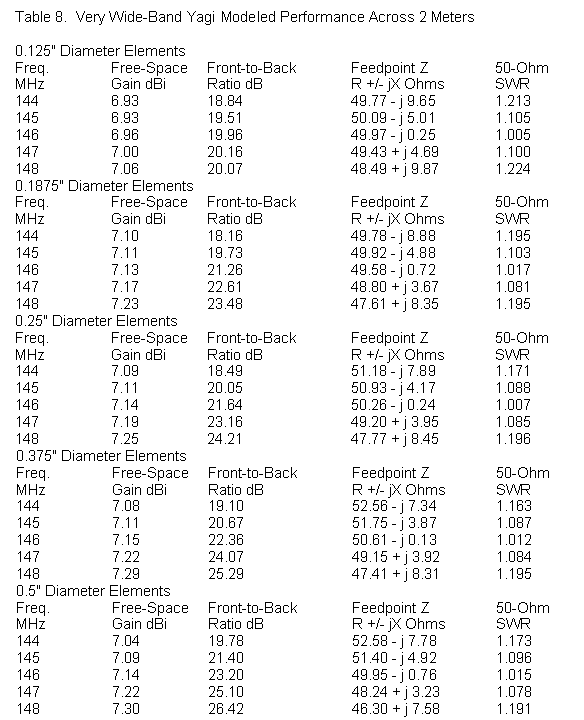 Table 8.  Very Wide-Band Yagi Modeled Performance Across 2 Meters
0.125" Diameter Elements
Freq. Free-Space Front-to-Back Feedpoint Z 50-Ohm
MHz Gain dBi Ratio dB R +/- jX Ohms SWR
144 6.93 18.84 49.77 - j 9.65 1.213
145 6.93 19.51 50.09 - j 5.01 1.105
146 6.96 19.96 49.97 - j 0.25 1.005
147 7.00 20.16 49.43 + j 4.69 1.100
148 7.06 20.07 48.49 + j 9.87 1.224
0.1875" Diameter Elements
Freq. Free-Space Front-to-Back Feedpoint Z 50-Ohm
MHz Gain dBi Ratio dB R +/- jX Ohms SWR
144 7.10 18.16 49.78 - j 8.88 1.195
145 7.11 19.73 49.92 - j 4.88 1.103
146 7.13 21.26 49.58 - j 0.72 1.017
147 7.17 22.61 48.80 + j 3.67 1.081
148 7.23 23.48 47.61 + j 8.35 1.195
0.25" Diameter Elements
Freq. Free-Space Front-to-Back Feedpoint Z 50-Ohm
MHz Gain dBi Ratio dB R +/- jX Ohms SWR
144 7.09 18.49 51.18 - j 7.89 1.171
145 7.11 20.05 50.93 - j 4.17 1.088
146 7.14 21.64 50.26 - j 0.24 1.007
147 7.19 23.16 49.20 + j 3.95 1.085
148 7.25 24.21 47.77 + j 8.45 1.196
0.375" Diameter Elements
Freq. Free-Space Front-to-Back Feedpoint Z 50-Ohm
MHz Gain dBi Ratio dB R +/- jX Ohms SWR
144 7.08 19.10 52.56 - j 7.34 1.163
145 7.11 20.67 51.75 - j 3.87 1.087
146 7.15 22.36 50.61 - j 0.13 1.012
147 7.22 24.07 49.15 + j 3.92 1.084
148 7.29 25.29 47.41 + j 8.31 1.195
0.5" Diameter Elements
Freq. Free-Space Front-to-Back Feedpoint Z 50-Ohm
MHz Gain dBi Ratio dB R +/- jX Ohms SWR
144 7.04 19.78 52.58 - j 7.78 1.173
145 7.09 21.40 51.40 - j 4.92 1.096
146 7.14 23.20 49.95 - j 0.76 1.015
147 7.22 25.10 48.24 + j 3.23 1.078
148 7.30 26.42 46.30 + j 7.58 1.191